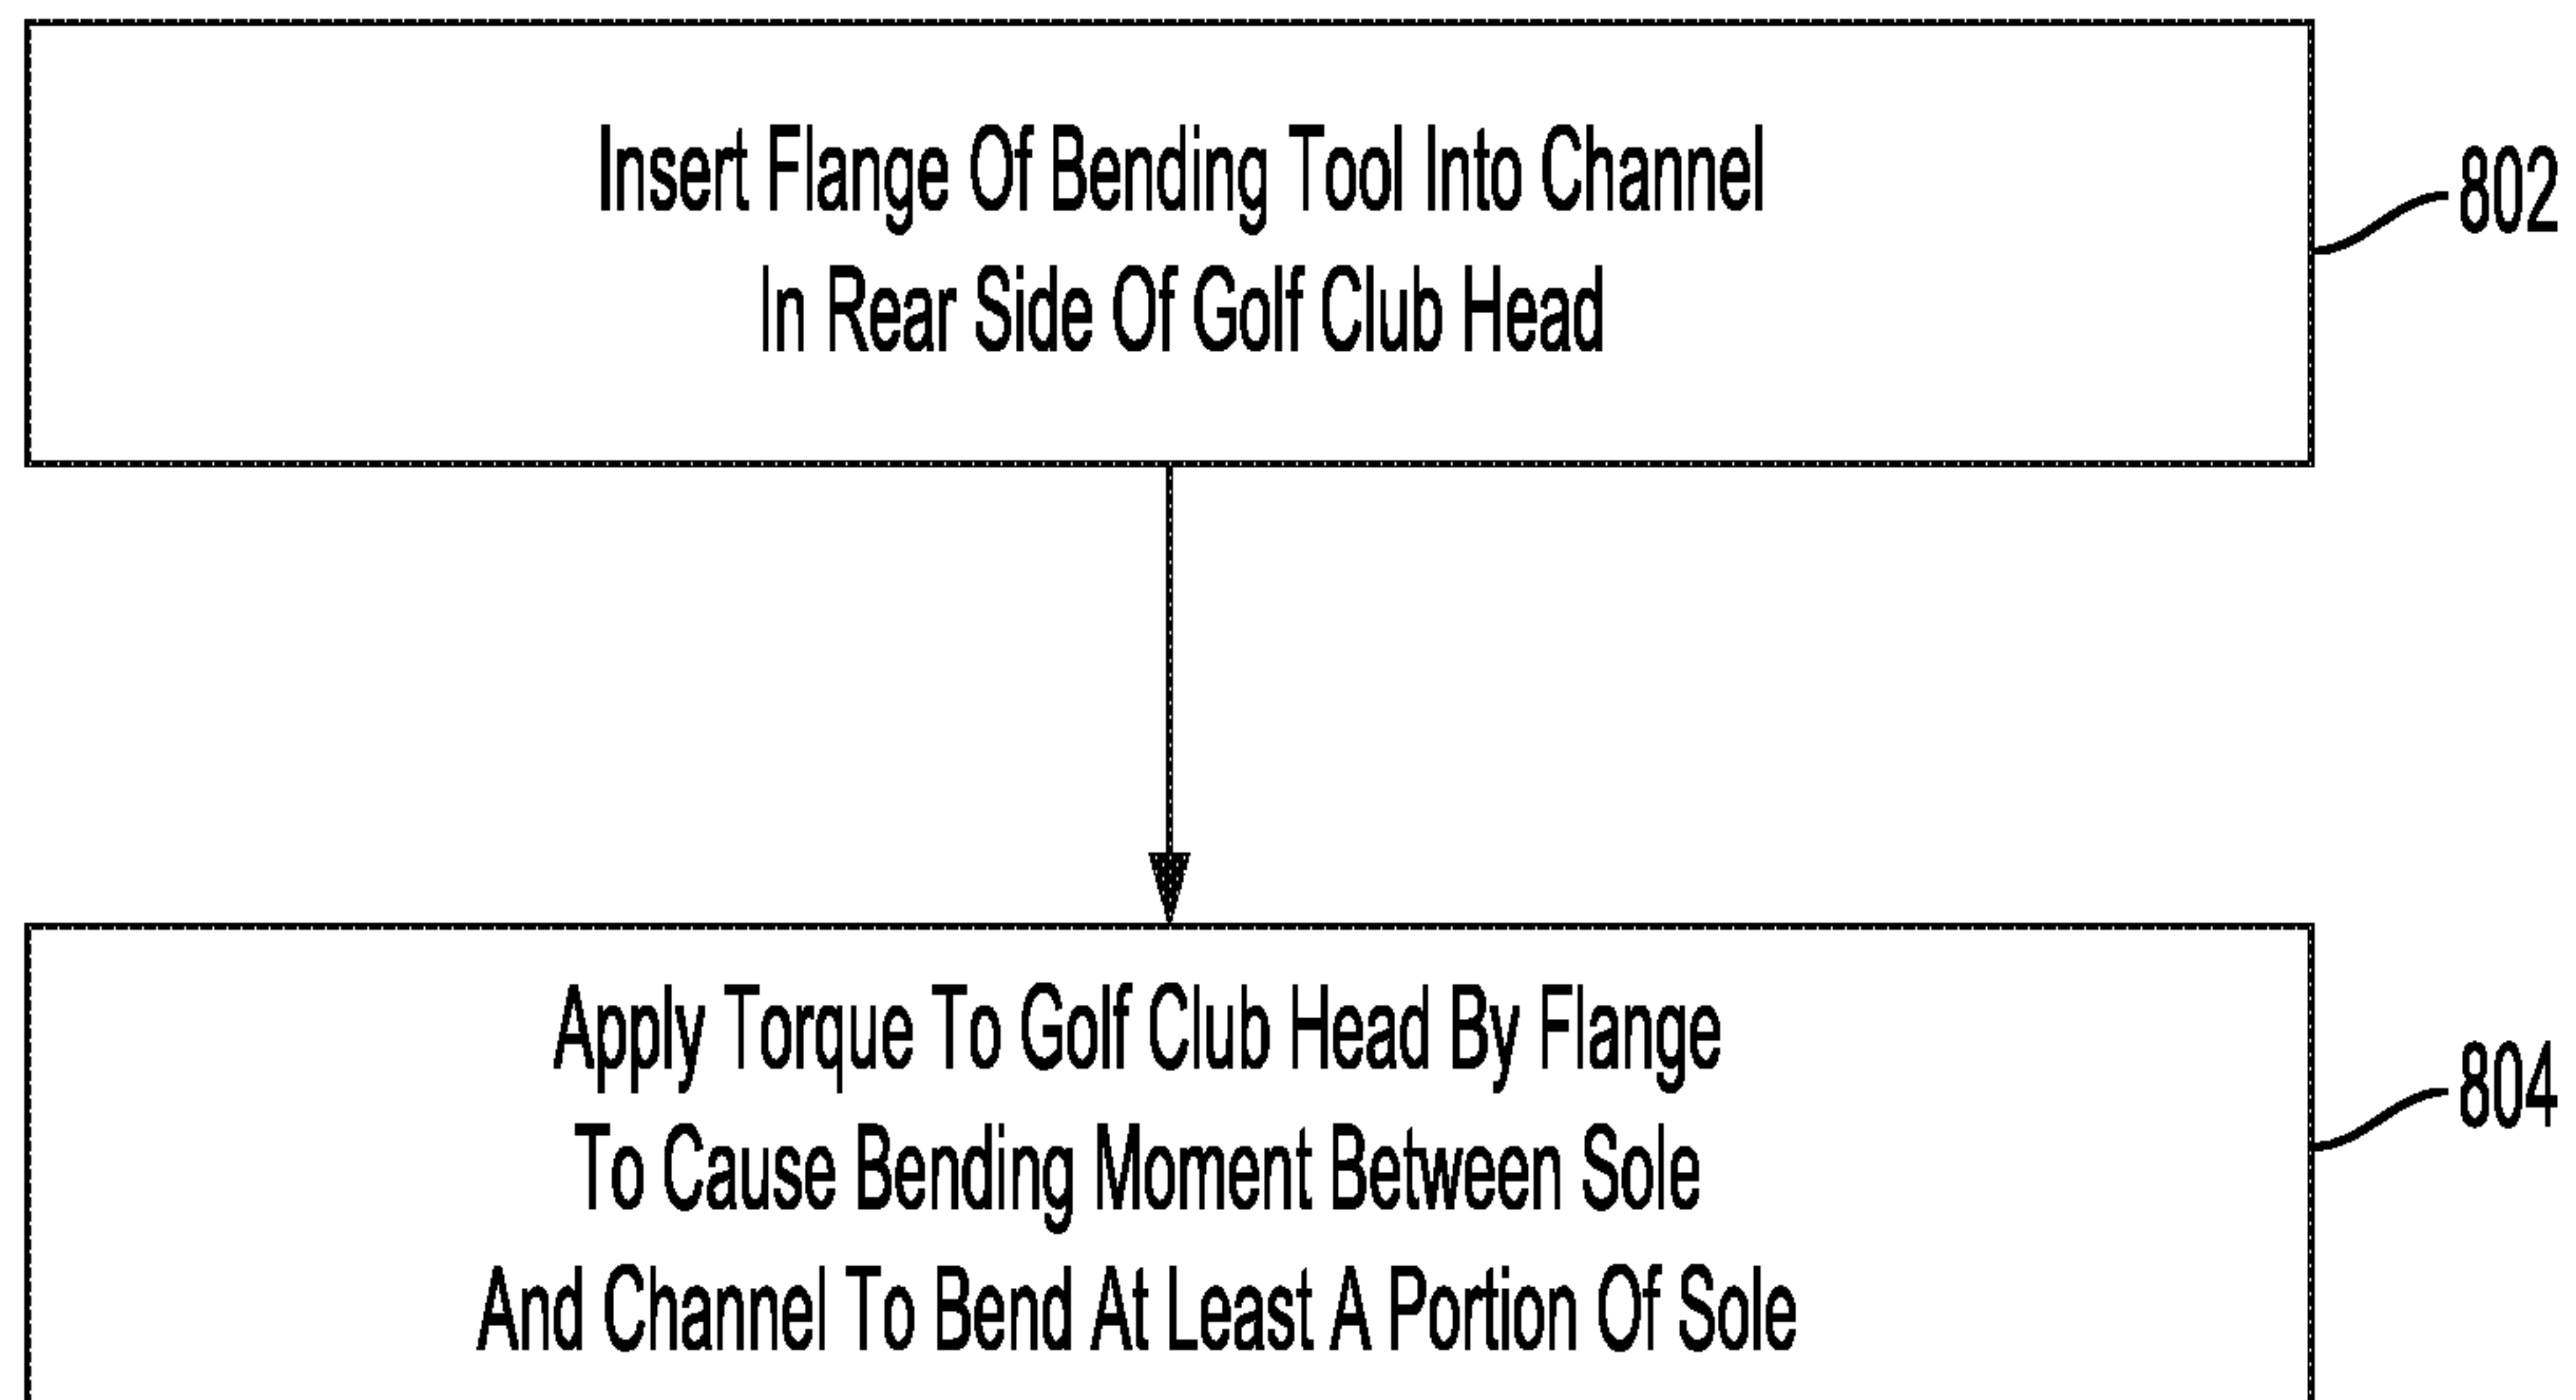 Insert Flange Of Bending Tool Into Channel
In Rear Side Of Golf Club Head
802
Apply Torque To Golf Club Head By Flange
To Cause Bending Moment Between Sole
And Channel To Bend At Least A Portion Of Sole
804